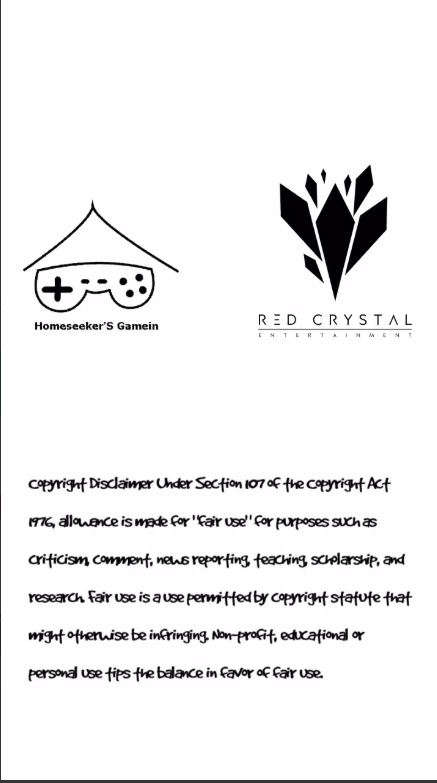 Homeseeker'S Gamein
RED CRYSTAL
ENTERTAINMENT
Copyright Disclaimer Under Section 107 of the Copyright Act
1976, allowance is made for "fair use" for purposes such as
criticism, comment, news reporting, teaching, scholarship, and
research. Fair use is a use permitted by copyright statute that
might otherwise be infringing. Non-profit, educational or
personal use tips the balance in favor of fair use.